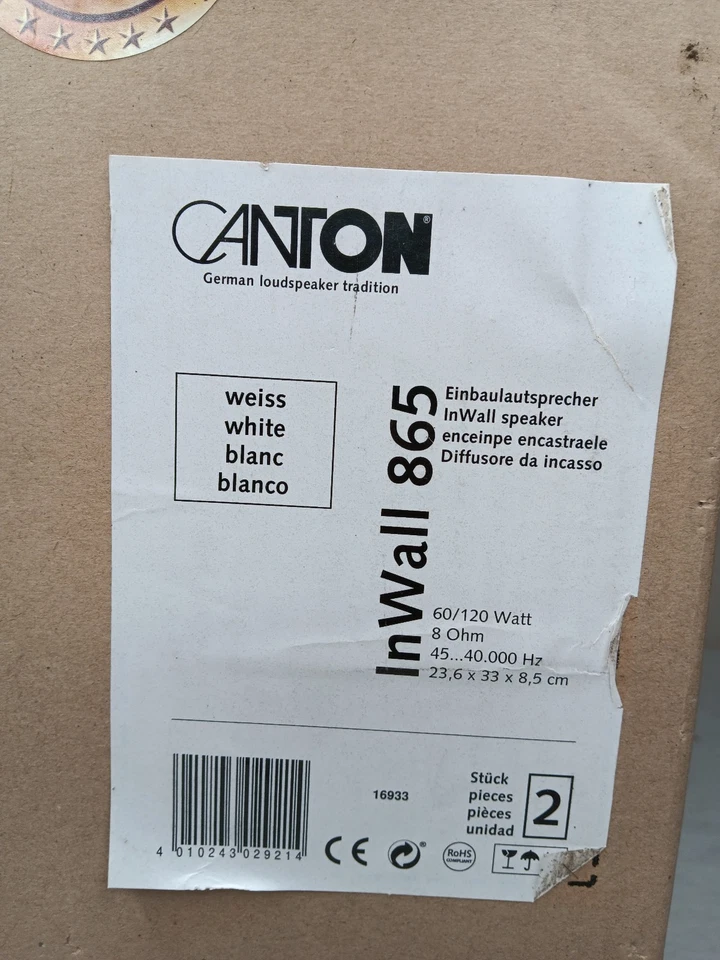 CANTON®
German loudspeaker tradition
weiss
white
blanc
blanco
InWall 865
Einbaulautsprecher
InWall speaker
enceinpe encastraele
Diffusore da incasso
60/120 Watt
8 Ohm
45...40.000 Hz
23,6 x 33 x 8,5 cm
4 010243 029214
16933
CE
RoHS
COMPLIANT
Stück
pieces
pièces
unidad
2